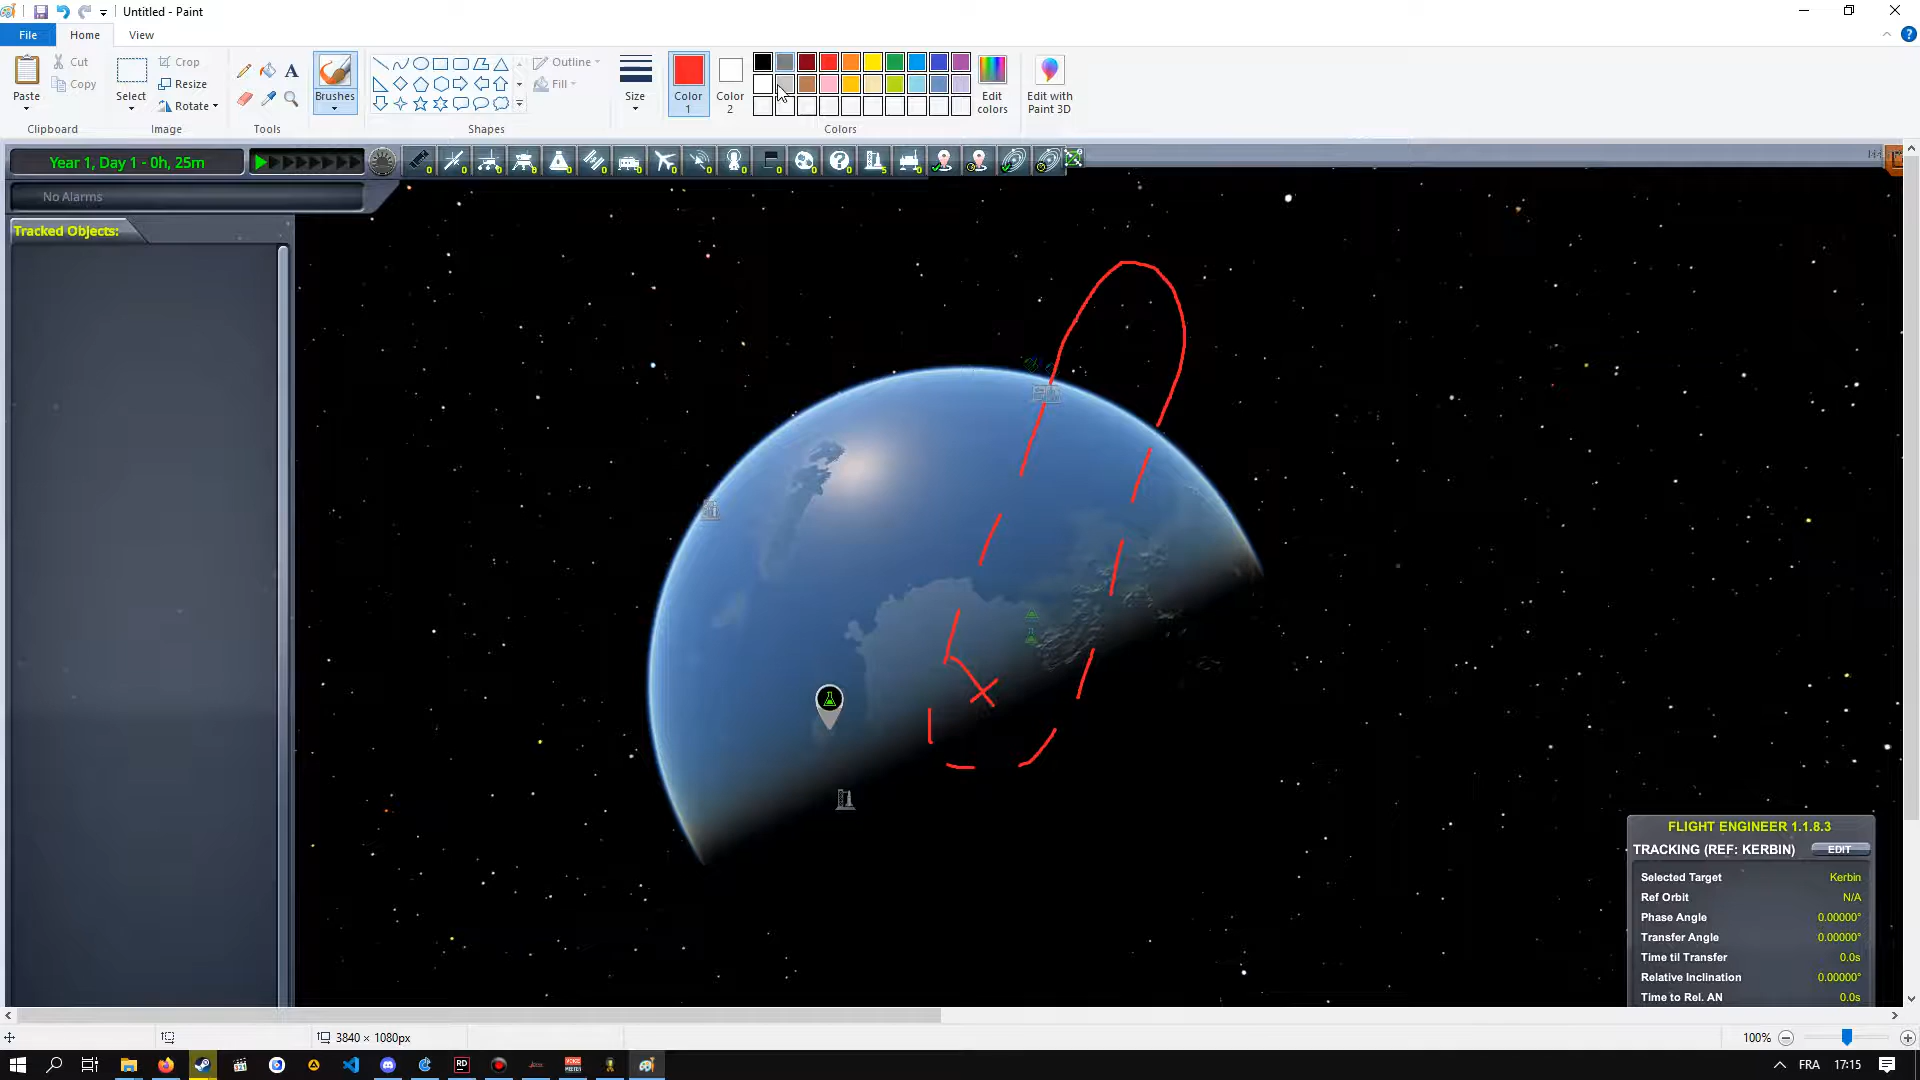 Untitled - Paint
File
Home
View
Cut
Crop
Outline
Copy
Resize
Fill
Paste
Select
Rotate
Brushes
Size
Color 1
Color 2
Edit colors
Edit with Paint 3D
Clipboard
Image
Tools
Shapes
Colors
Year 1, Day 1 - 0h, 25m
No Alarms
Tracked Objects:
FLIGHT ENGINEER 1.1.8.3
TRACKING (REF: KERBIN)
EDIT
Selected Target
Kerbin
Ref Orbit
N/A
Phase Angle
0.00000°
Transfer Angle
0.00000°
Time til Transfer
0.0s
Relative Inclination
0.00000°
Time to Rel. AN
0.0s
3840 × 1080px
100%
FRA
17:15